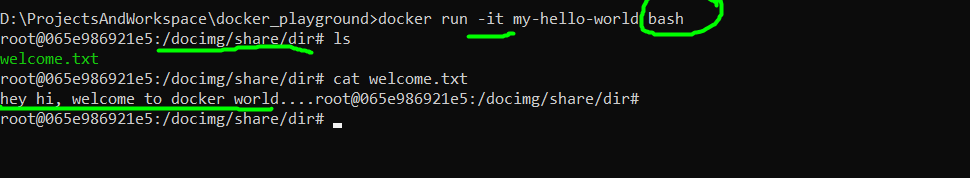 D:\ProjectsAndWorkspace\docker_playground>docker run -it my-hello-world bash
root@065e986921e5:/docimg/share/dir# ls
welcome.txt
root@065e986921e5:/docimg/share/dir# cat welcome.txt
hey hi, welcome to docker world....root@065e986921e5:/docimg/share/dir#
root@065e986921e5:/docimg/share/dir#